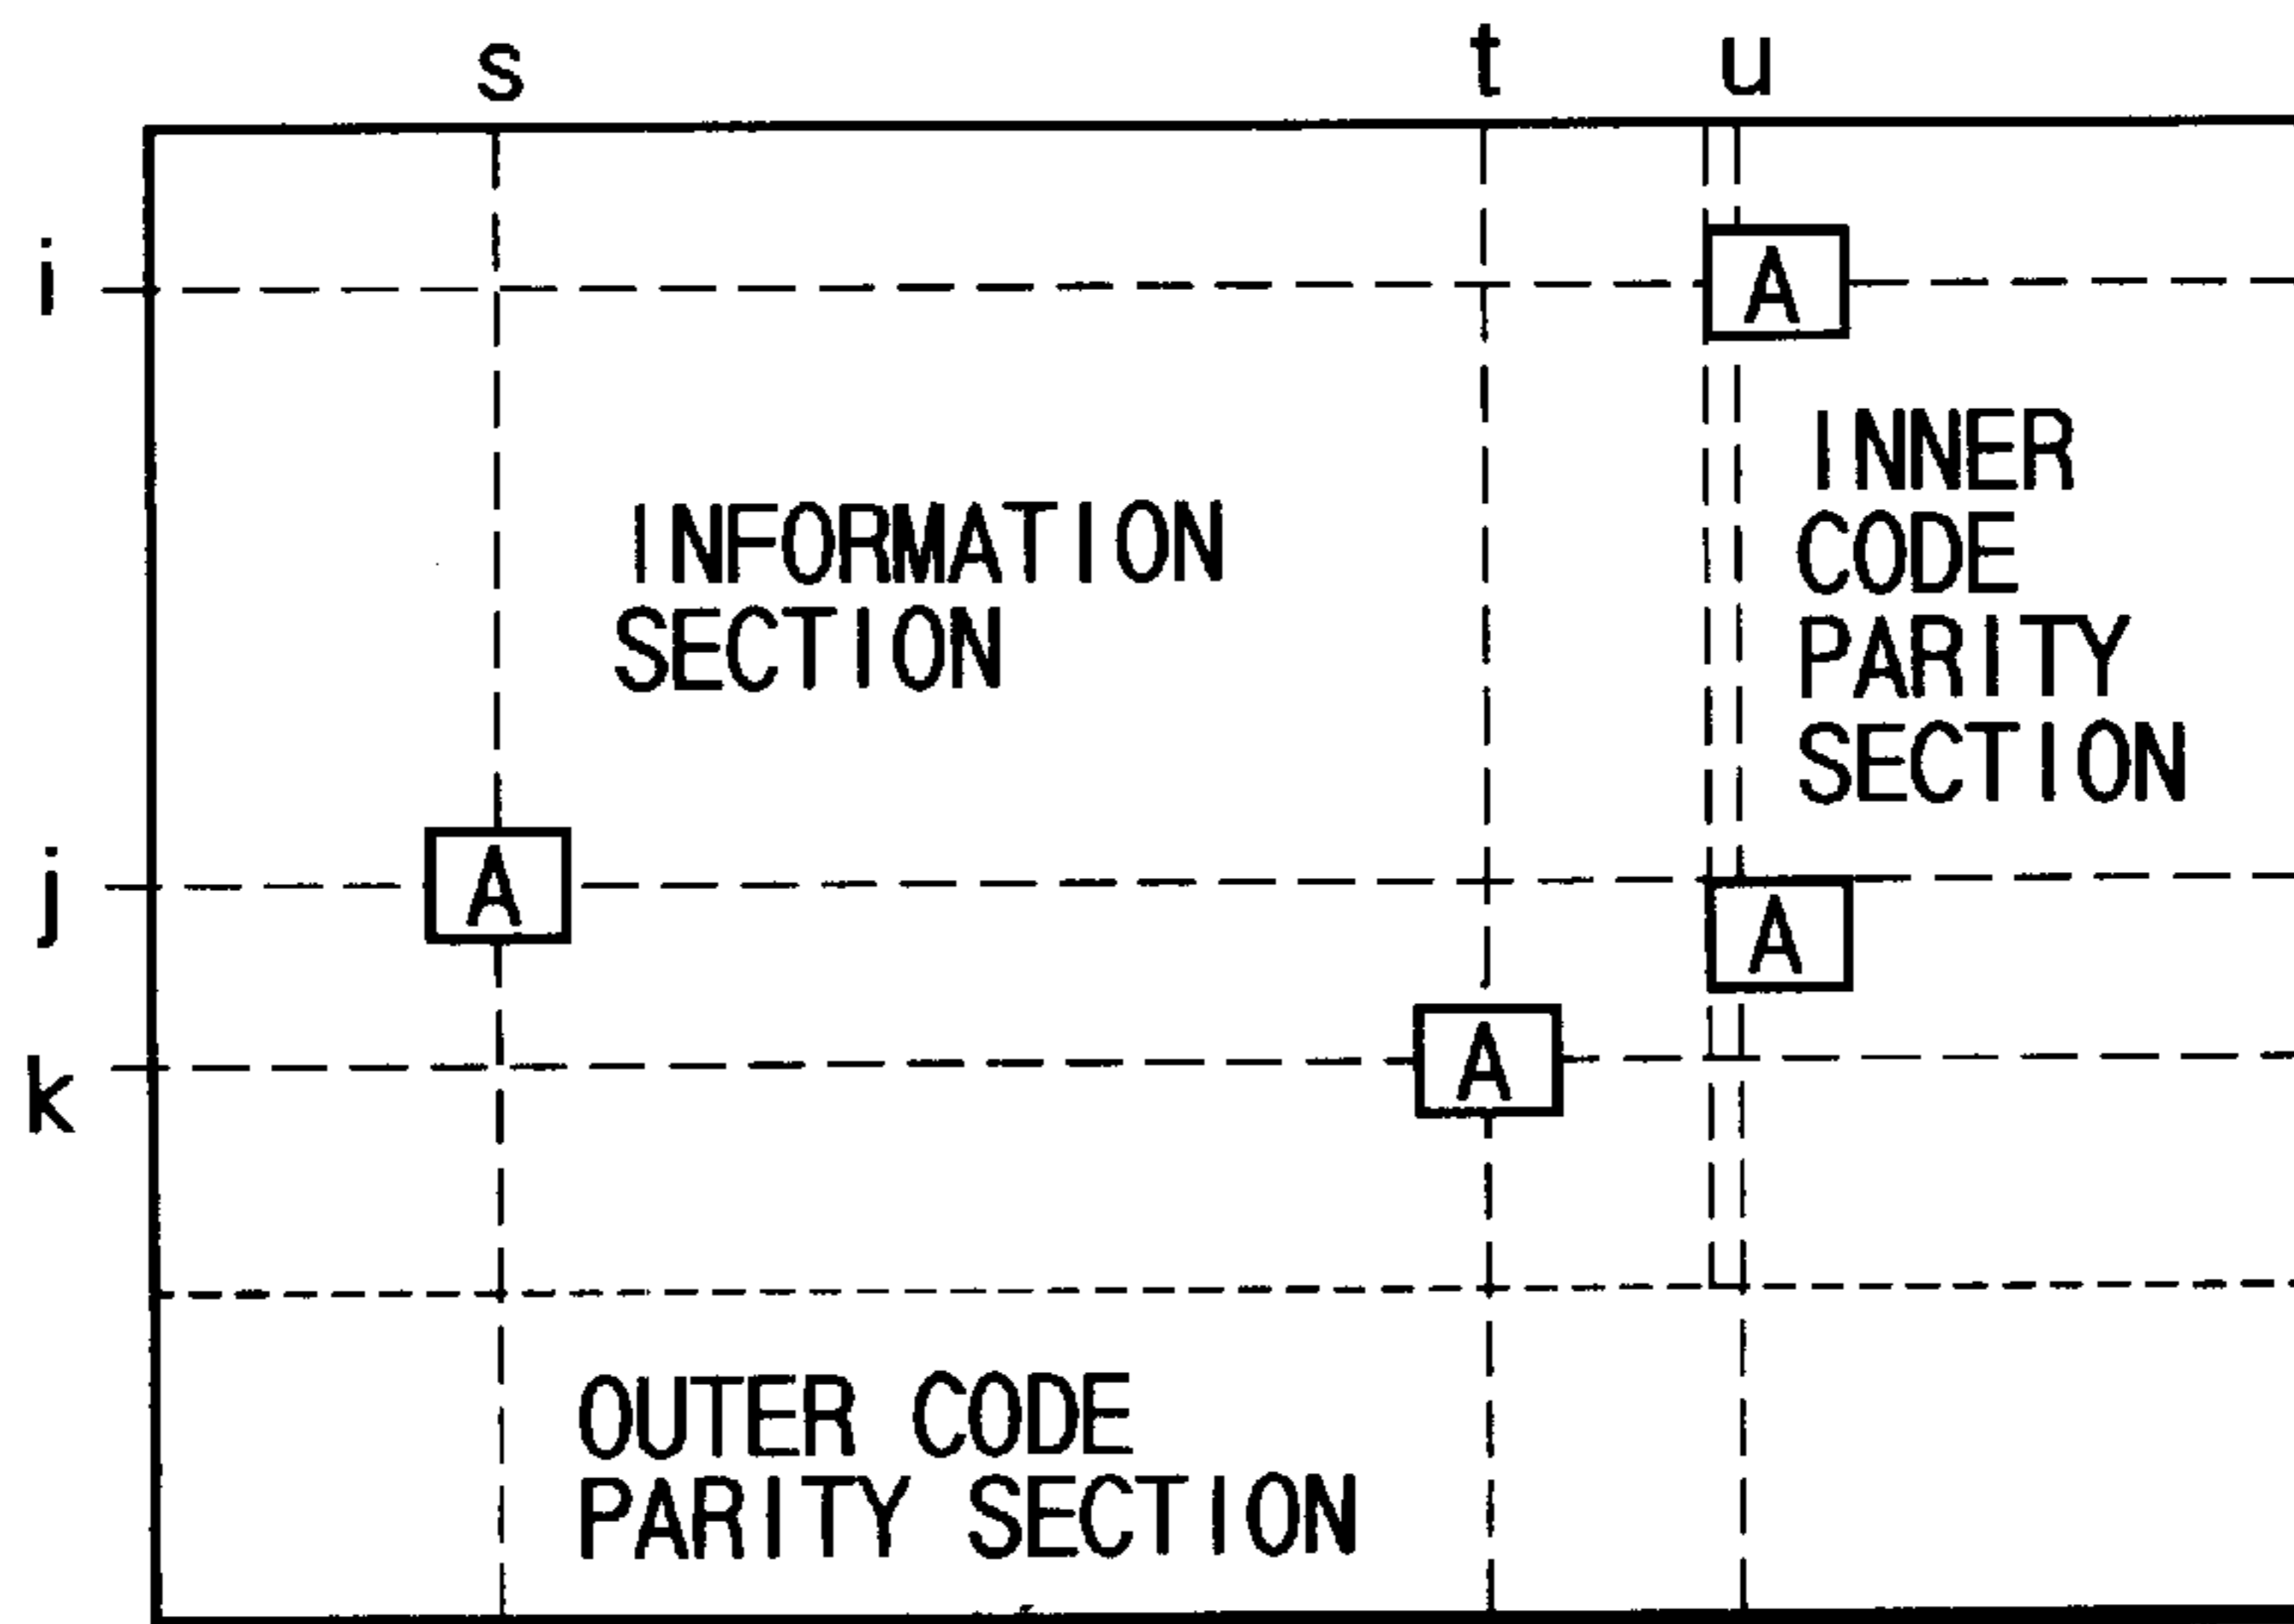 s t u
i A
INNER
CODE
PARITY
SECTION
INFORMATION
SECTION
j A A
k A
OUTER CODE
PARITY SECTION